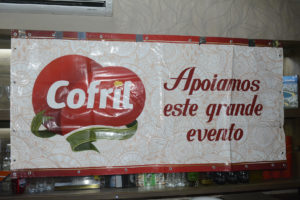 Cofril
Apoiamos
este grande
evento